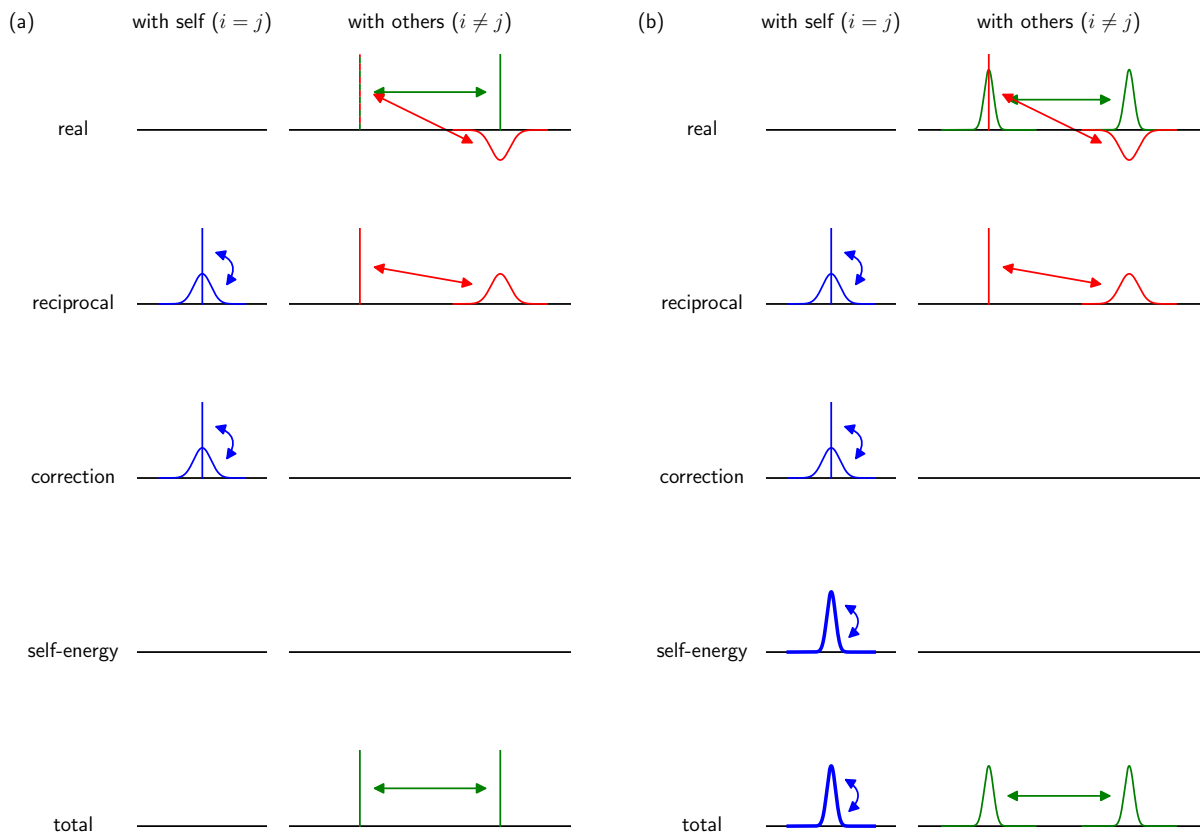 (a) with self (i = j) with others (i ≠ j)
real
reciprocal
correction
self-energy
total
(b) with self (i = j) with others (i ≠ j)
real
reciprocal
correction
self-energy
total